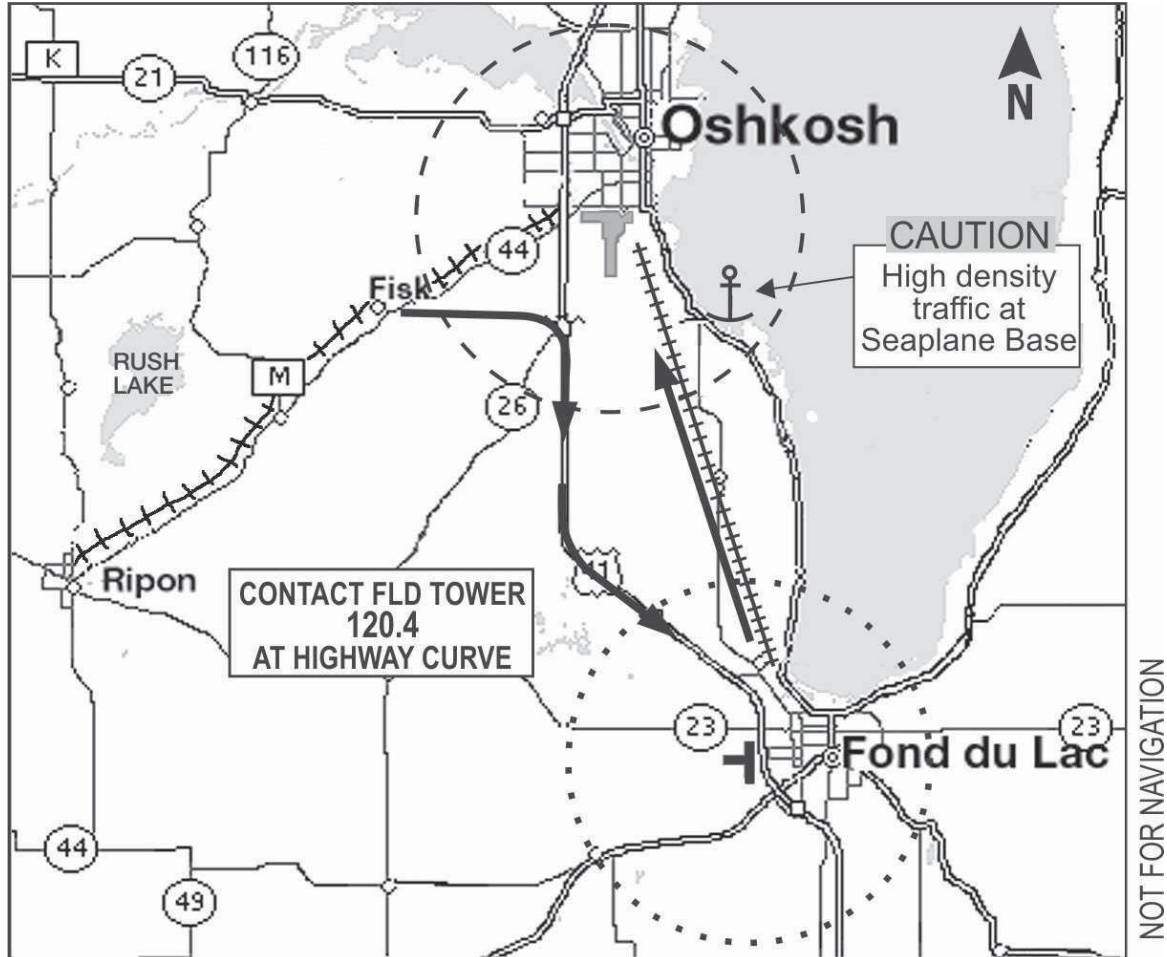 K
116
21
N
Oshkosh
CAUTION
High density
traffic at
Seaplane Base
44
Fisk
RUSH
LAKE
M
26
41
Ripon
CONTACT FLD TOWER
120.4
AT HIGHWAY CURVE
23
23
Fond du Lac
44
49
NOT FOR NAVIGATION